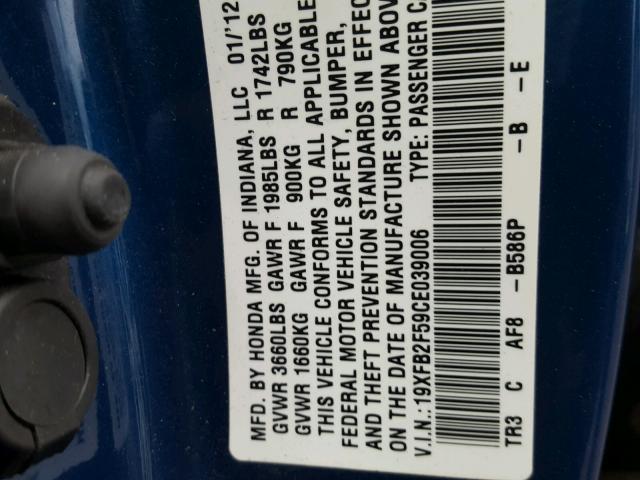 MFD. BY HONDA MFG. OF INDIANA, LLC 01/'12
GVWR 3660LBS GAWR F 1985LBS R 1742LBS
GVWR 1660KG GAWR F 900KG R 790KG
THIS VEHICLE CONFORMS TO ALL APPLICABLE
FEDERAL MOTOR VEHICLE SAFETY, BUMPER,
AND THEFT PREVENTION STANDARDS IN EFFEC
ON THE DATE OF MANUFACTURE SHOWN ABOV
V.I.N.:19XFB2F59CE039006 TYPE: PASSENGER C
TR3 C AF8 -B586P -B -E